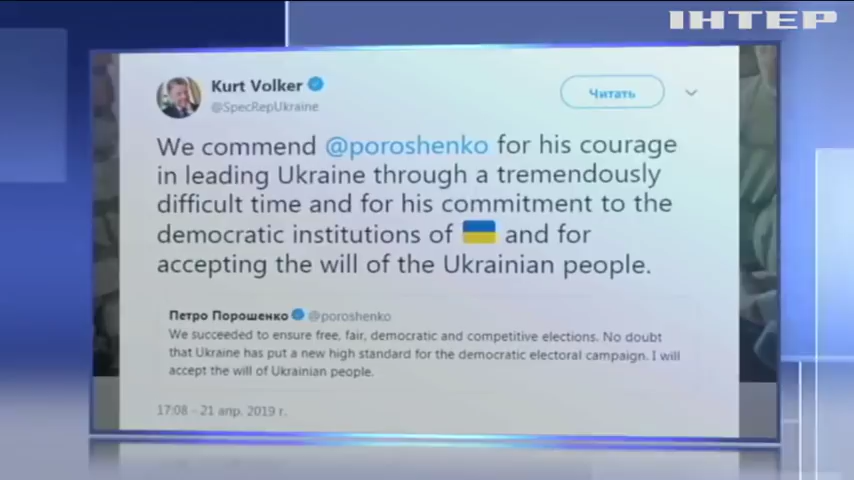 ІНТЕР
Kurt Volker
@SpecRepUkraine
Читать
We commend @poroshenko for his courage
in leading Ukraine through a tremendously
difficult time and for his commitment to the
democratic institutions of 🇺🇦 and for
accepting the will of the Ukrainian people.
Петро Порошенко @poroshenko
We succeeded to ensure free, fair, democratic and competitive elections. No doubt
that Ukraine has put a new high standard for the democratic electoral campaign. I will
accept the will of Ukrainian people.
17:08 - 21 апр. 2019 г.